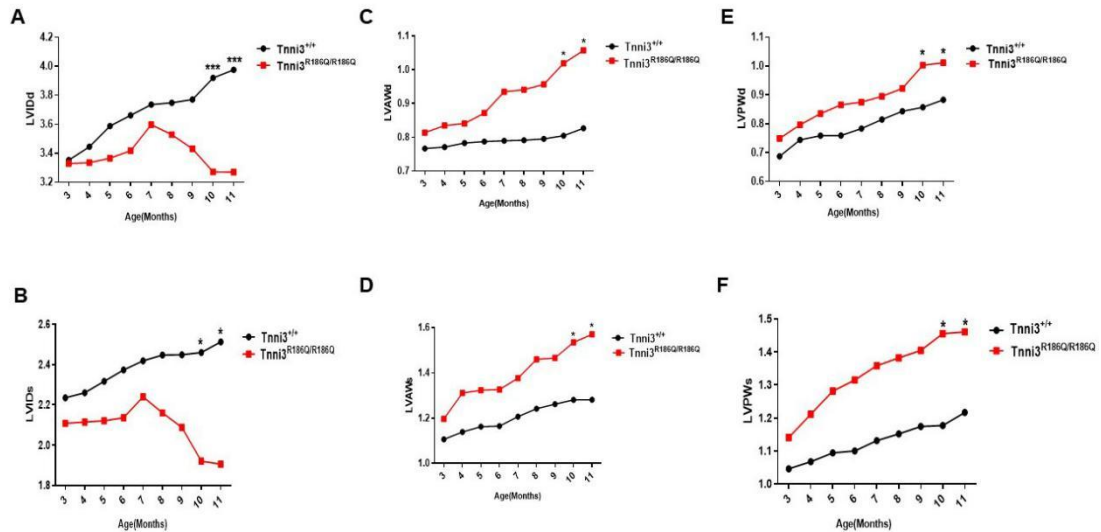 A
4.2
4.0
3.8
3.6
3.4
3.2
LVIDd
*** ***
3 4 5 6 7 8 9 10 11
Age(Months)
Tnni3+/+
Tnni3R186Q/R186Q
C
1.1
1.0
0.9
0.8
0.7
LVAWd
* *
3 4 5 6 7 8 9 10 11
Age(Months)
Tnni3+/+
Tnni3R186Q/R186Q
E
1.1
1.0
0.9
0.8
0.7
0.6
LVPWd
* *
3 4 5 6 7 8 9 10 11
Age(Months)
Tnni3+/+
Tnni3R186Q/R186Q
B
2.6
2.4
2.2
2.0
1.8
LVIDs
* *
3 4 5 6 7 8 9 10 11
Age(Months)
Tnni3+/+
Tnni3R186Q/R186Q
D
1.6
1.4
1.2
1.0
LVAWs
* *
3 4 5 6 7 8 9 10 11
Age(Months)
Tnni3+/+
Tnni3R186Q/R186Q
F
1.5
1.4
1.3
1.2
1.1
1.0
LVPWs
* *
3 4 5 6 7 8 9 10 11
Age(Months)
Tnni3+/+
Tnni3R186Q/R186Q